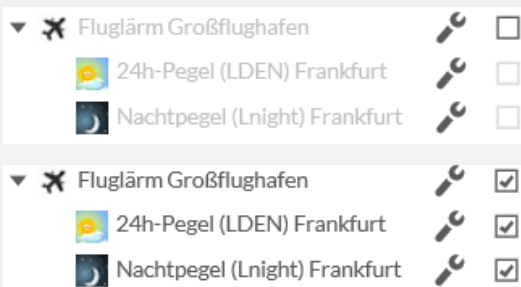 Fluglärm Großflughafen
24h-Pegel (LDEN) Frankfurt
Nachtpegel (Lnight) Frankfurt
Fluglärm Großflughafen
24h-Pegel (LDEN) Frankfurt
Nachtpegel (Lnight) Frankfurt